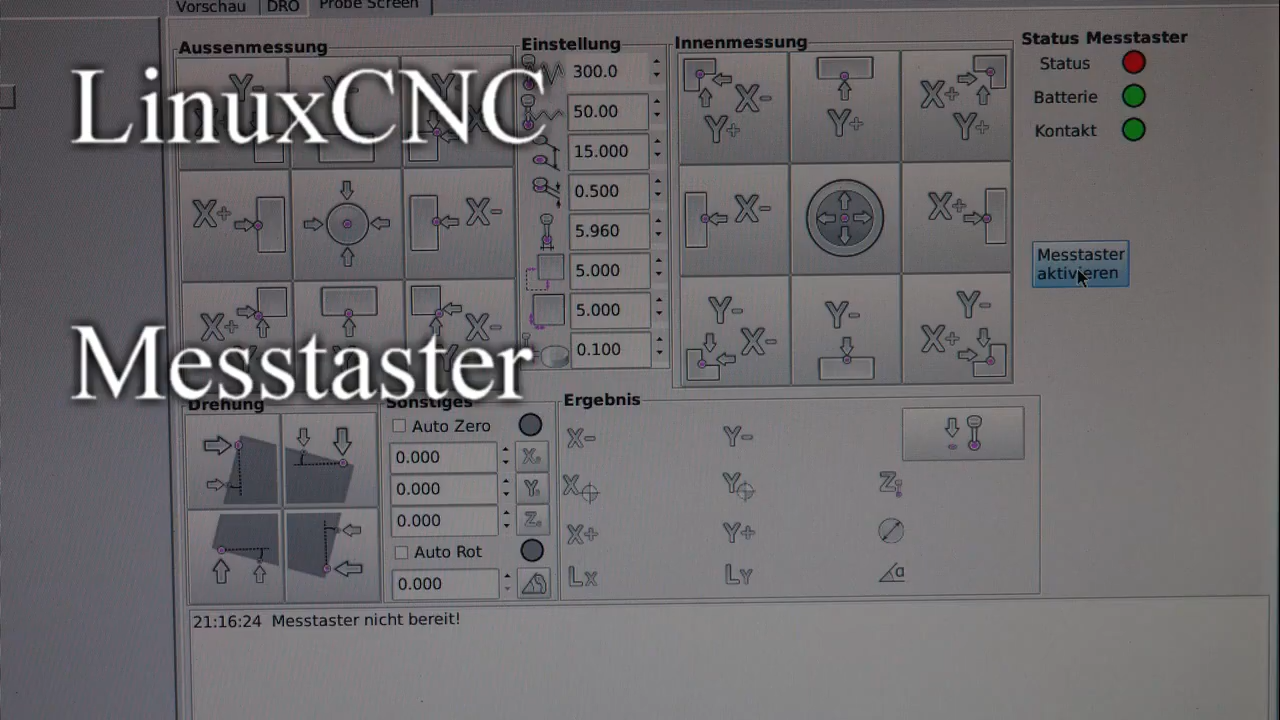 Vorschau DRO Probe Screen
Aussenmessung
Einstellung
Innenmessung
Status Messtaster
LinuxCNC
Messtaster
300.0
50.00
15.000
0.500
5.960
5.000
5.000
0.100
X+
X-
X+
X-
X-
Y+
Y+
X+
Y+
X-
X+
Y-
X-
Y-
Y-
X+
Status
Batterie
Kontakt
Messtaster
aktivieren
Drehung
Sonstiges
Auto Zero
0.000 X
0.000 Y
0.000 Z
Auto Rot
0.000
Ergebnis
X- Y-
X Y Z
X+ Y+
Lx Ly a
21:16:24 Messtaster nicht bereit!